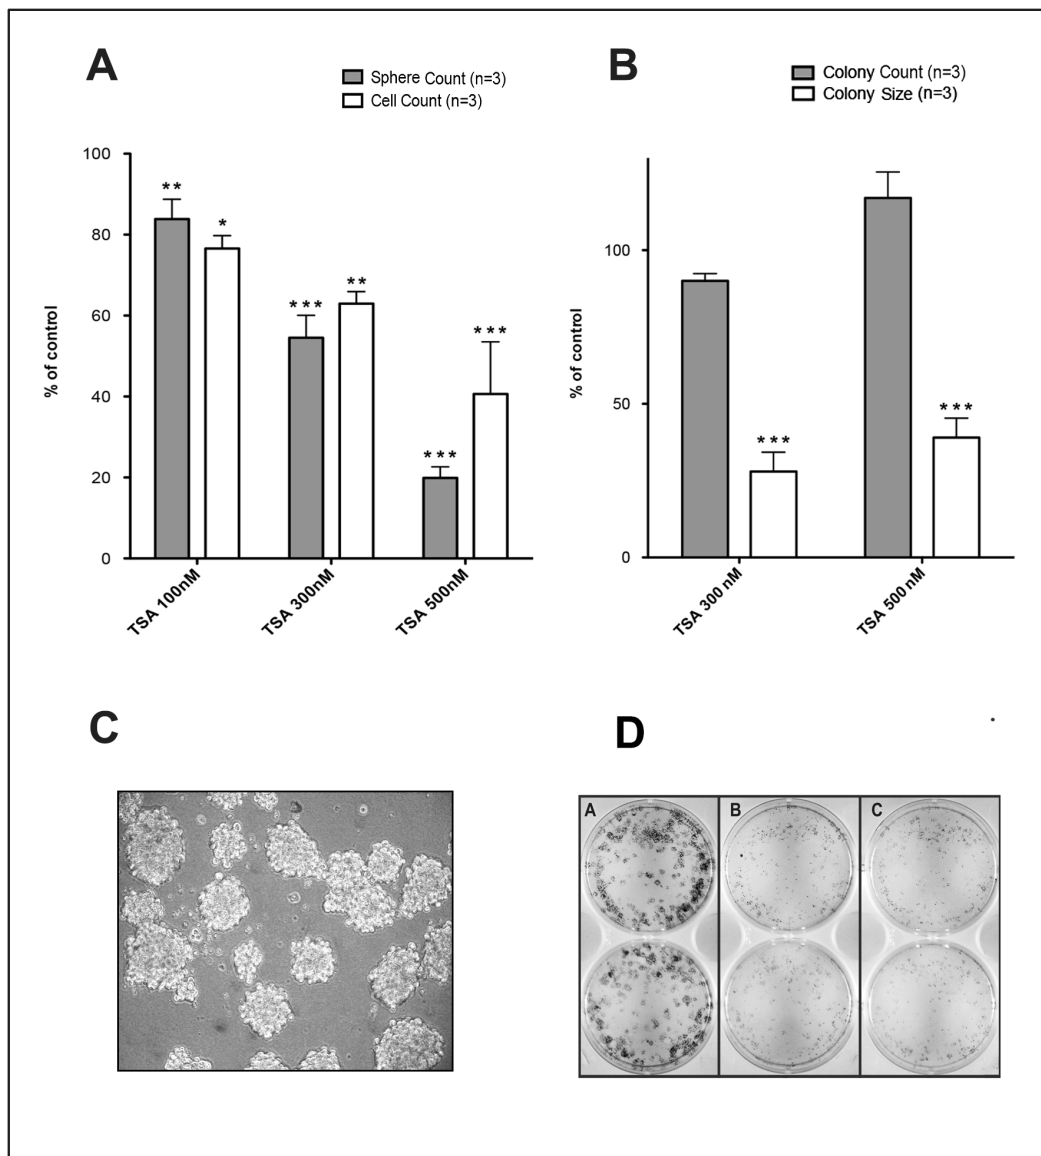 A
Sphere Count (n=3)
Cell Count (n=3)
100
80
60
40
20
0
% of control
**
*
***
**
***
***
TSA 100nM
TSA 300nM
TSA 500nM
B
Colony Count (n=3)
Colony Size (n=3)
100
50
0
% of control
***
***
TSA 300 nM
TSA 500 nM
C
D
A
B
C